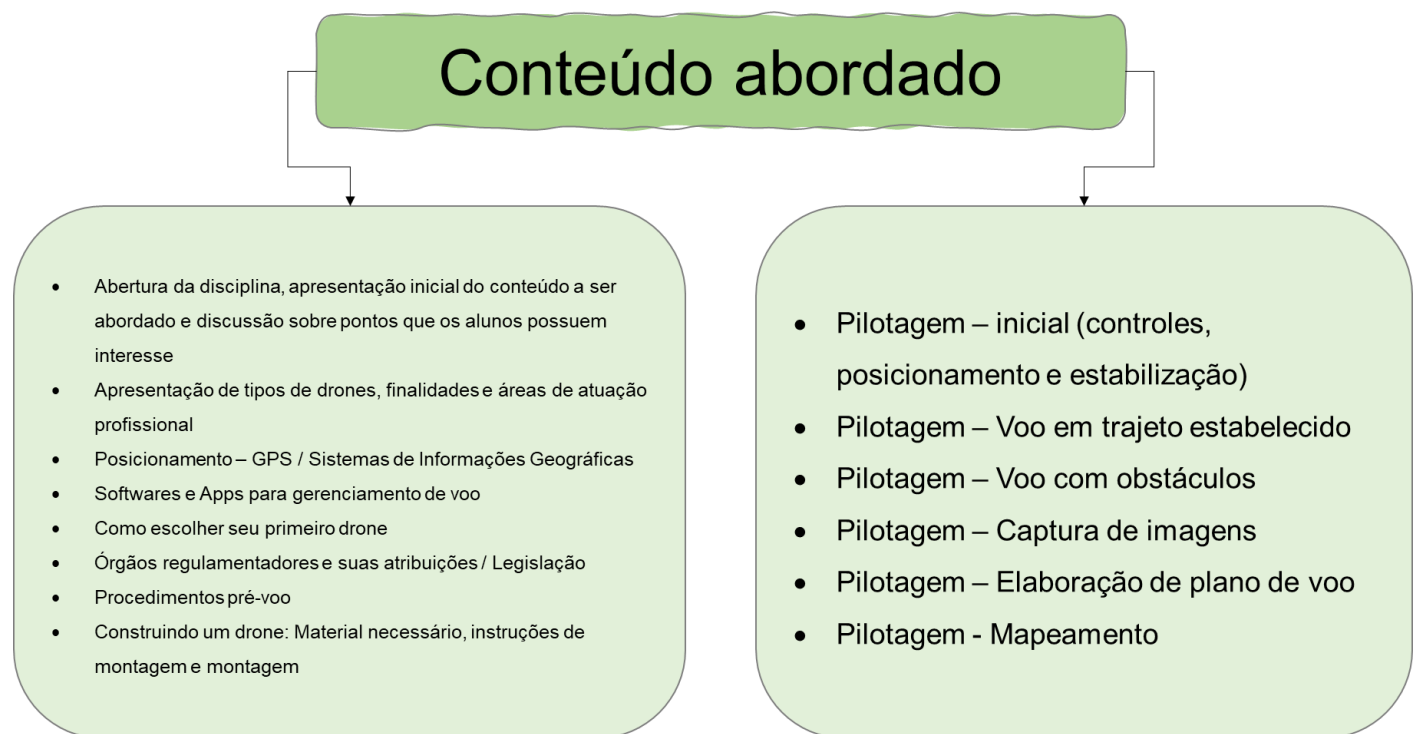 Conteúdo abordado
• Abertura da disciplina, apresentação inicial do conteúdo a ser
abordado e discussão sobre pontos que os alunos possuem
interesse
• Apresentação de tipos de drones, finalidades e áreas de atuação
profissional
• Posicionamento – GPS / Sistemas de Informações Geográficas
• Softwares e Apps para gerenciamento de voo
• Como escolher seu primeiro drone
• Órgãos regulamentadores e suas atribuições / Legislação
• Procedimentos pré-voo
• Construindo um drone: Material necessário, instruções de
montagem e montagem
• Pilotagem – inicial (controles,
posicionamento e estabilização)
• Pilotagem – Voo em trajeto estabelecido
• Pilotagem – Voo com obstáculos
• Pilotagem – Captura de imagens
• Pilotagem – Elaboração de plano de voo
• Pilotagem - Mapeamento